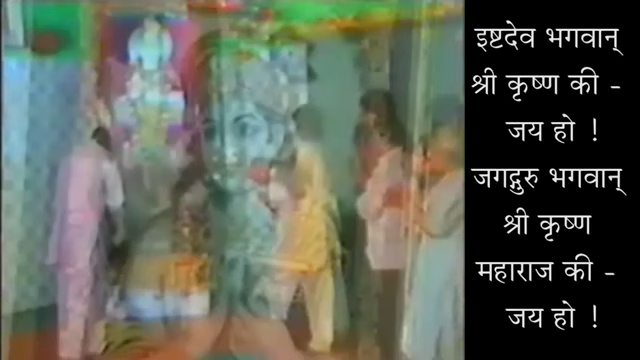 इष्टदेव भगवान्
श्री कृष्ण की -
जय हो !
जगद्गुरु भगवान्
श्री कृष्ण
महाराज की -
जय हो !